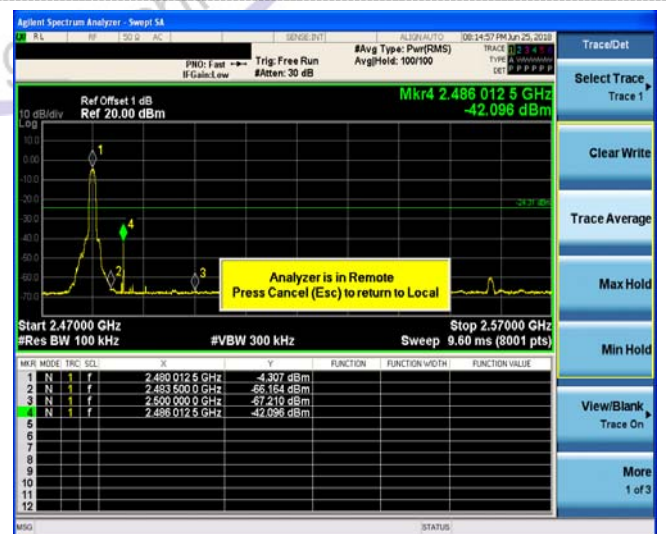 Agilent Spectrum Analyzer - Swept SA
RL RF 50 Ω AC SENSE:INT ALIGN AUTO 08:14:57 PM Jun 25, 2018
#Avg Type: Pwr(RMS) TRACE 1 2 3 4 5 6
PNO: Fast Trig: Free Run Avg|Hold: 100/100 TYPE A
IFGain:Low #Atten: 30 dB DET P P P P P P
Mkr4 2.486 012 5 GHz
-42.096 dBm
Ref Offset 1 dB
10 dB/div Ref 20.00 dBm
Log
10.0
0.00
-10.0
-20.0
-30.0
-40.0
-50.0
-60.0
-70.0
1
2
3
4
-24.31 dBm
Analyzer is in Remote
Press Cancel (Esc) to return to Local
Start 2.47000 GHz Stop 2.57000 GHz
#Res BW 100 kHz #VBW 300 kHz Sweep 9.60 ms (8001 pts)
MKR MODE TRC SCL X Y FUNCTION FUNCTION WIDTH FUNCTION VALUE
1 N 1 f 2.480 012 5 GHz -4.307 dBm
2 N 1 f 2.483 500 0 GHz -66.164 dBm
3 N 1 f 2.500 000 0 GHz -67.210 dBm
4 N 1 f 2.486 012 5 GHz -42.096 dBm
5
6
7
8
9
10
11
12
MSG STATUS
Trace/Det
Select Trace
Trace 1
Clear Write
Trace Average
Max Hold
Min Hold
View/Blank
Trace On
More
1 of 3